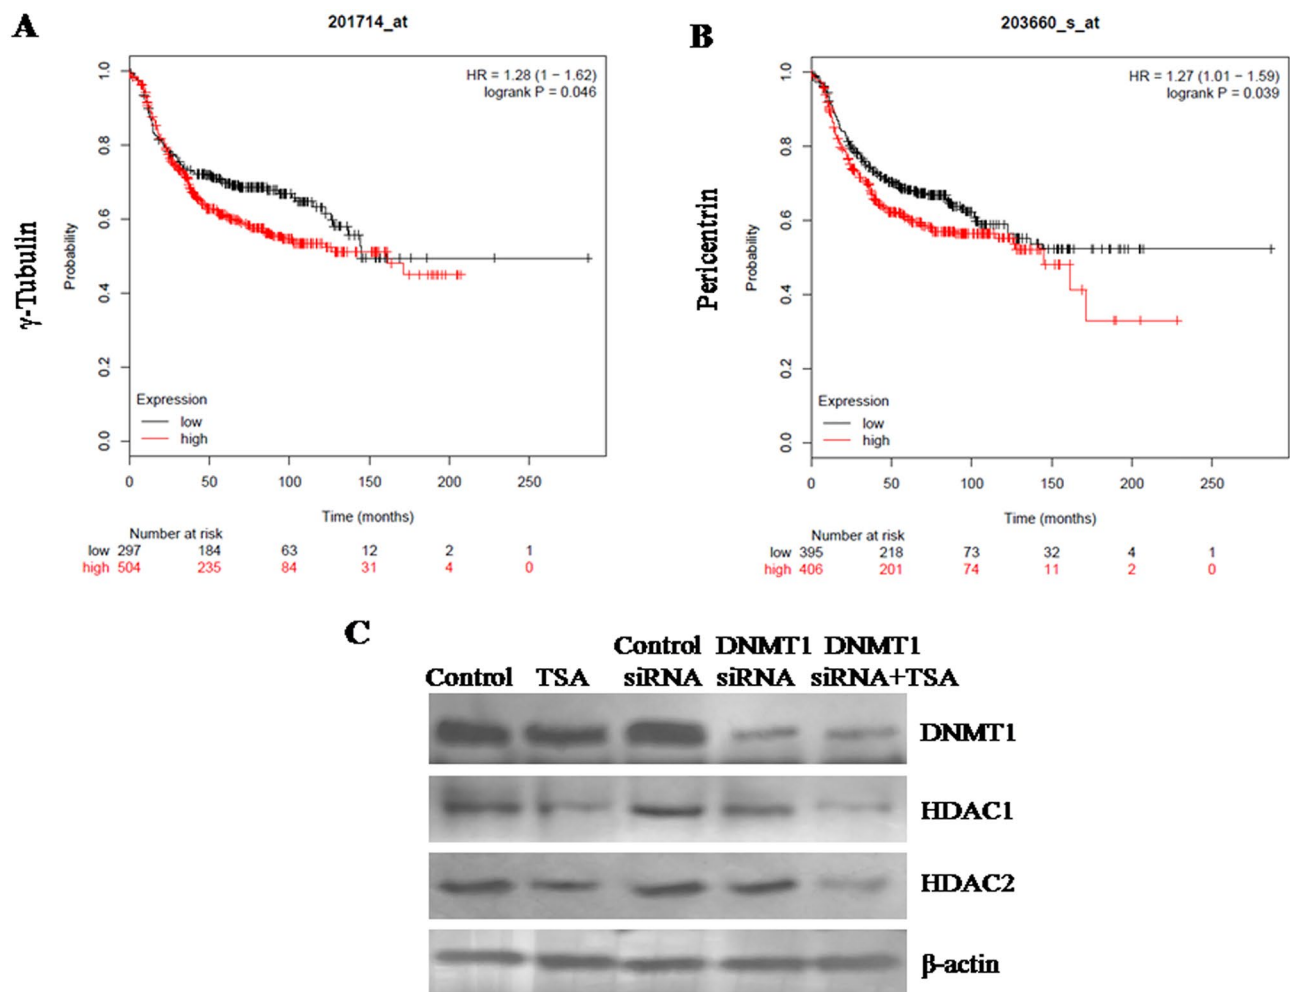 A
201714_at
HR = 1.28 (1 − 1.62)
logrank P = 0.046
γ-Tubulin
Probability
1.0
0.8
0.6
0.4
0.2
0.0
Expression
low
high
0 50 100 150 200 250
Time (months)
Number at risk
low 297 184 63 12 2 1
high 504 235 84 31 4 0
B
203660_s_at
HR = 1.27 (1.01 − 1.59)
logrank P = 0.039
Pericentrin
Probability
1.0
0.8
0.6
0.4
0.2
0.0
Expression
low
high
0 50 100 150 200 250
Time (months)
Number at risk
low 395 218 73 32 4 1
high 406 201 74 11 2 0
C
Control DNMT1 DNMT1
Control TSA siRNA siRNA siRNA+TSA
DNMT1
HDAC1
HDAC2
β-actin